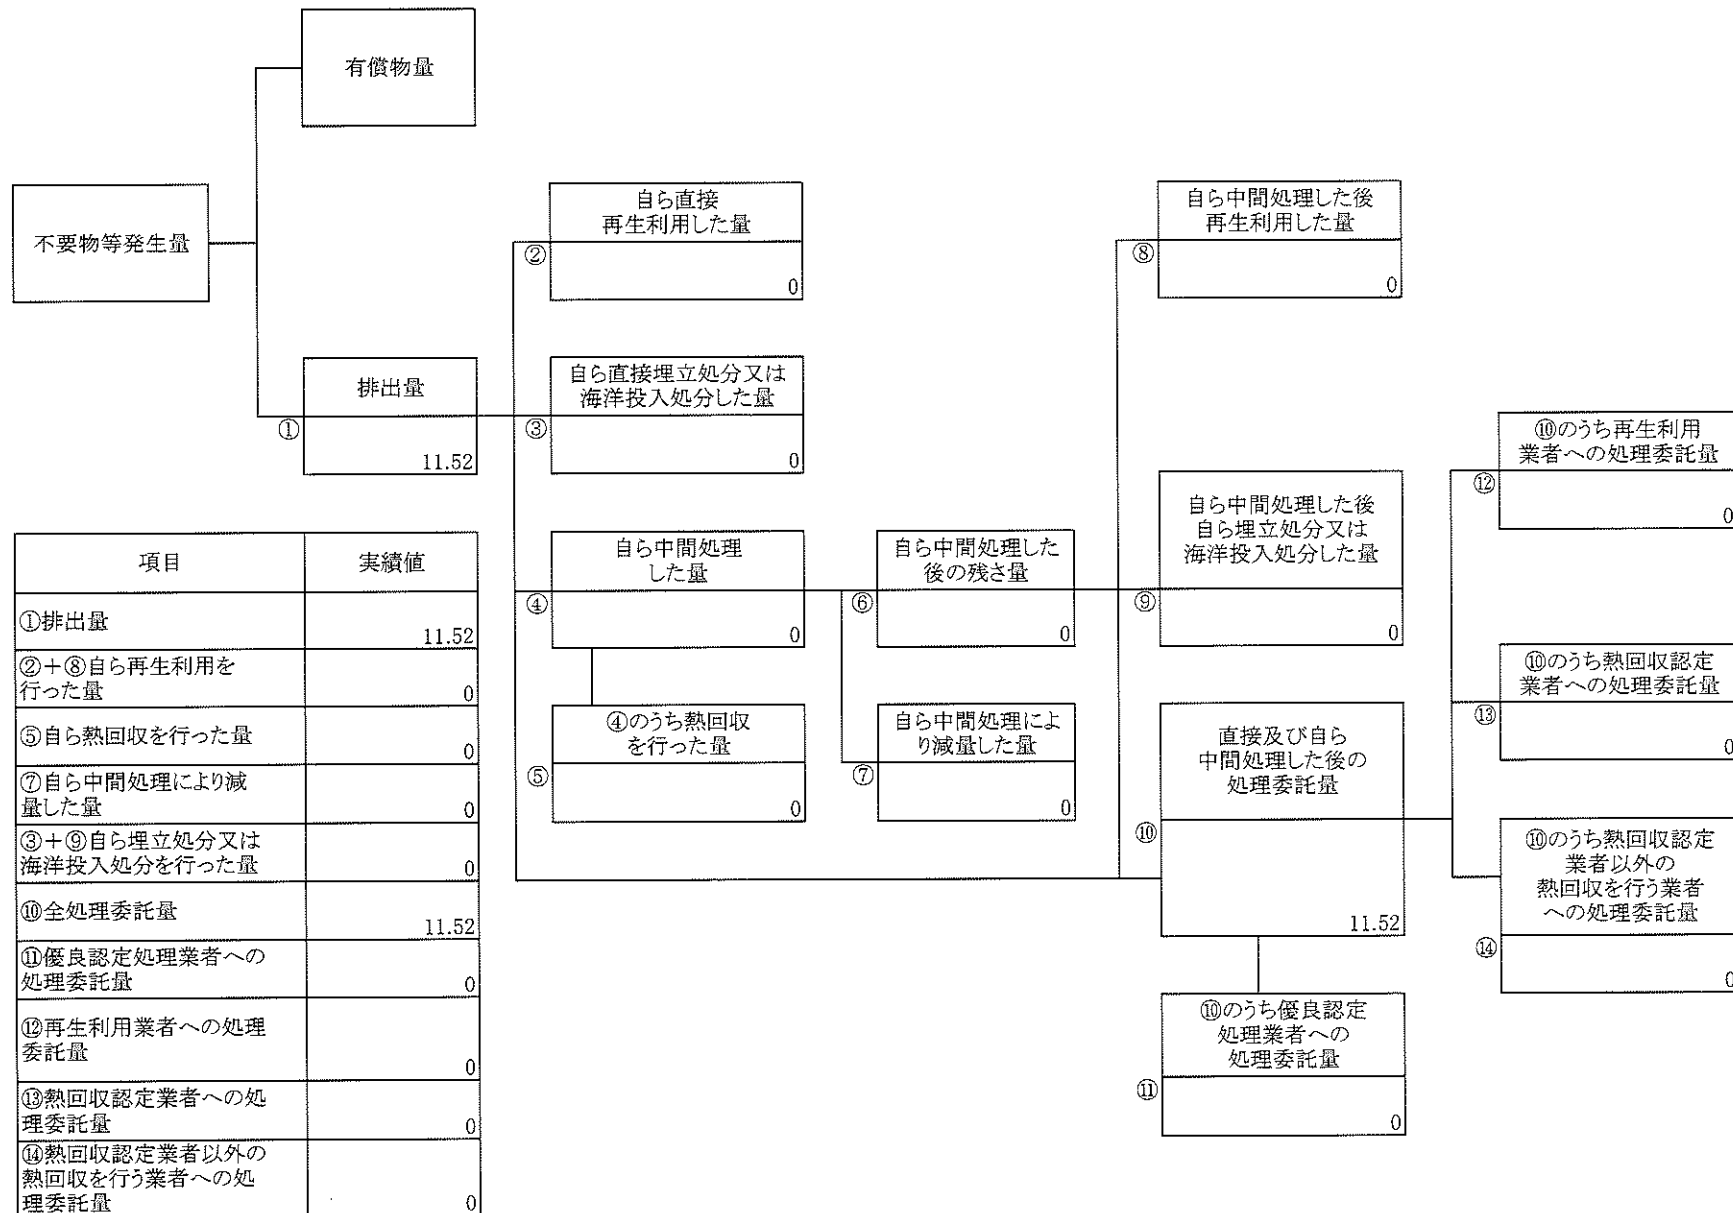 有償物量
不要物等発生量
排出量
①
11.52
自ら直接
再生利用した量
②
0
自ら直接埋立処分又は
海洋投入処分した量
③
0
自ら中間処理
した量
④
0
④のうち熱回収
を行った量
⑤
0
自ら中間処理した
後の残さ量
⑥
0
自ら中間処理によ
り減量した量
⑦
0
自ら中間処理した後
再生利用した量
⑧
0
自ら中間処理した後
自ら埋立処分又は
海洋投入処分した量
⑨
0
直接及び自ら
中間処理した後の
処理委託量
⑩
11.52
⑩のうち優良認定
処理業者への
処理委託量
⑪
0
⑩のうち再生利用
業者への処理委託量
⑫
0
⑩のうち熱回収認定
業者への処理委託量
⑬
0
⑩のうち熱回収認定
業者以外の
熱回収を行う業者
への処理委託量
⑭
0
項目 実績値
①排出量
11.52
②+⑧自ら再生利用を
行った量 0
⑤自ら熱回収を行った量
0
⑦自ら中間処理により減
量した量 0
③+⑨自ら埋立処分又は
海洋投入処分を行った量 0
⑩全処理委託量
11.52
⑪優良認定処理業者への
処理委託量 0
⑫再生利用業者への処理
委託量
0
⑬熱回収認定業者への処
理委託量 0
⑭熱回収認定業者以外の
熱回収を行う業者への処
理委託量 0